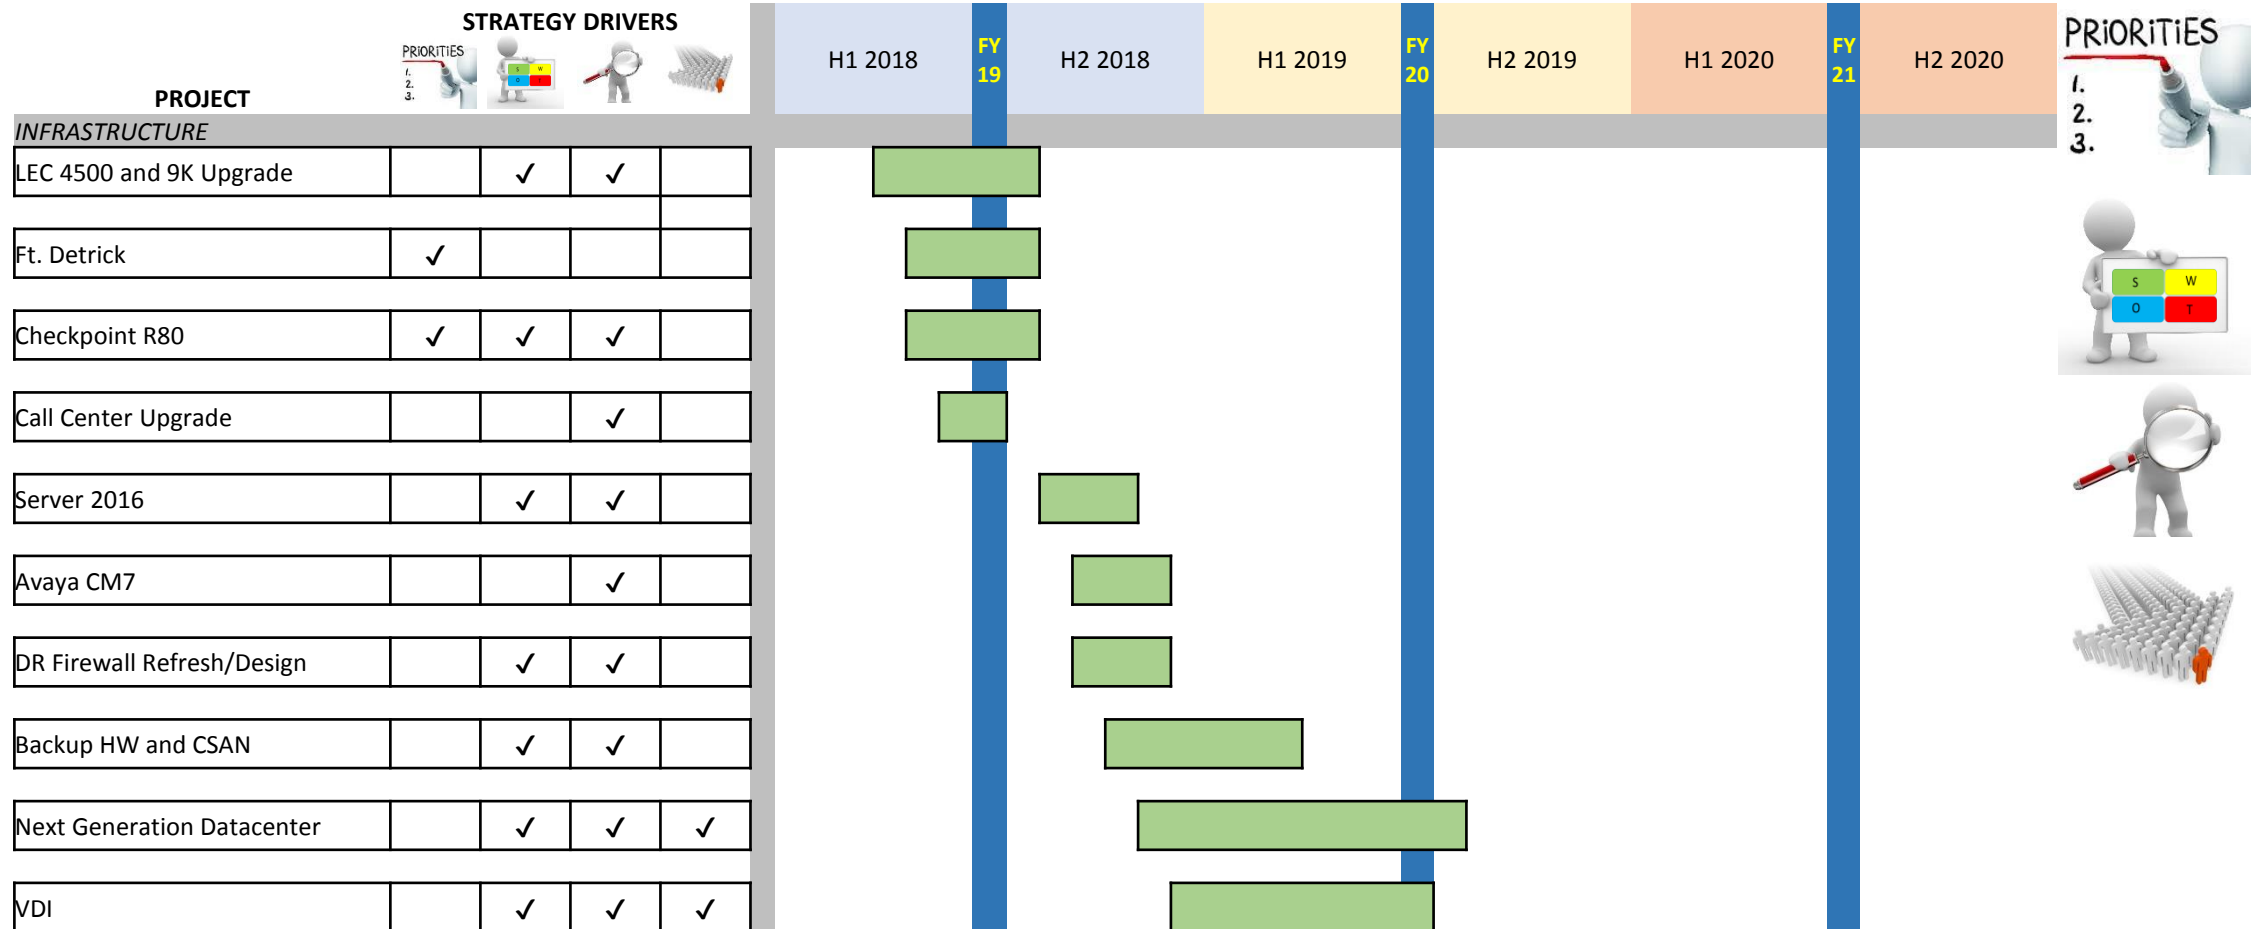 STRATEGY DRIVERS
PRIORITIES
1.
2.
3.
S W
O T
PROJECT
H1 2018
FY
19
H2 2018
H1 2019
FY
20
H2 2019
H1 2020
FY
21
H2 2020
PRIORITIES
1.
2.
3.
INFRASTRUCTURE
LEC 4500 and 9K Upgrade ✓ ✓
Ft. Detrick ✓
S W
O T
Checkpoint R80 ✓ ✓ ✓
Call Center Upgrade ✓
Server 2016 ✓ ✓
Avaya CM7 ✓
DR Firewall Refresh/Design ✓ ✓
Backup HW and CSAN ✓ ✓
Next Generation Datacenter ✓ ✓ ✓
VDI ✓ ✓ ✓